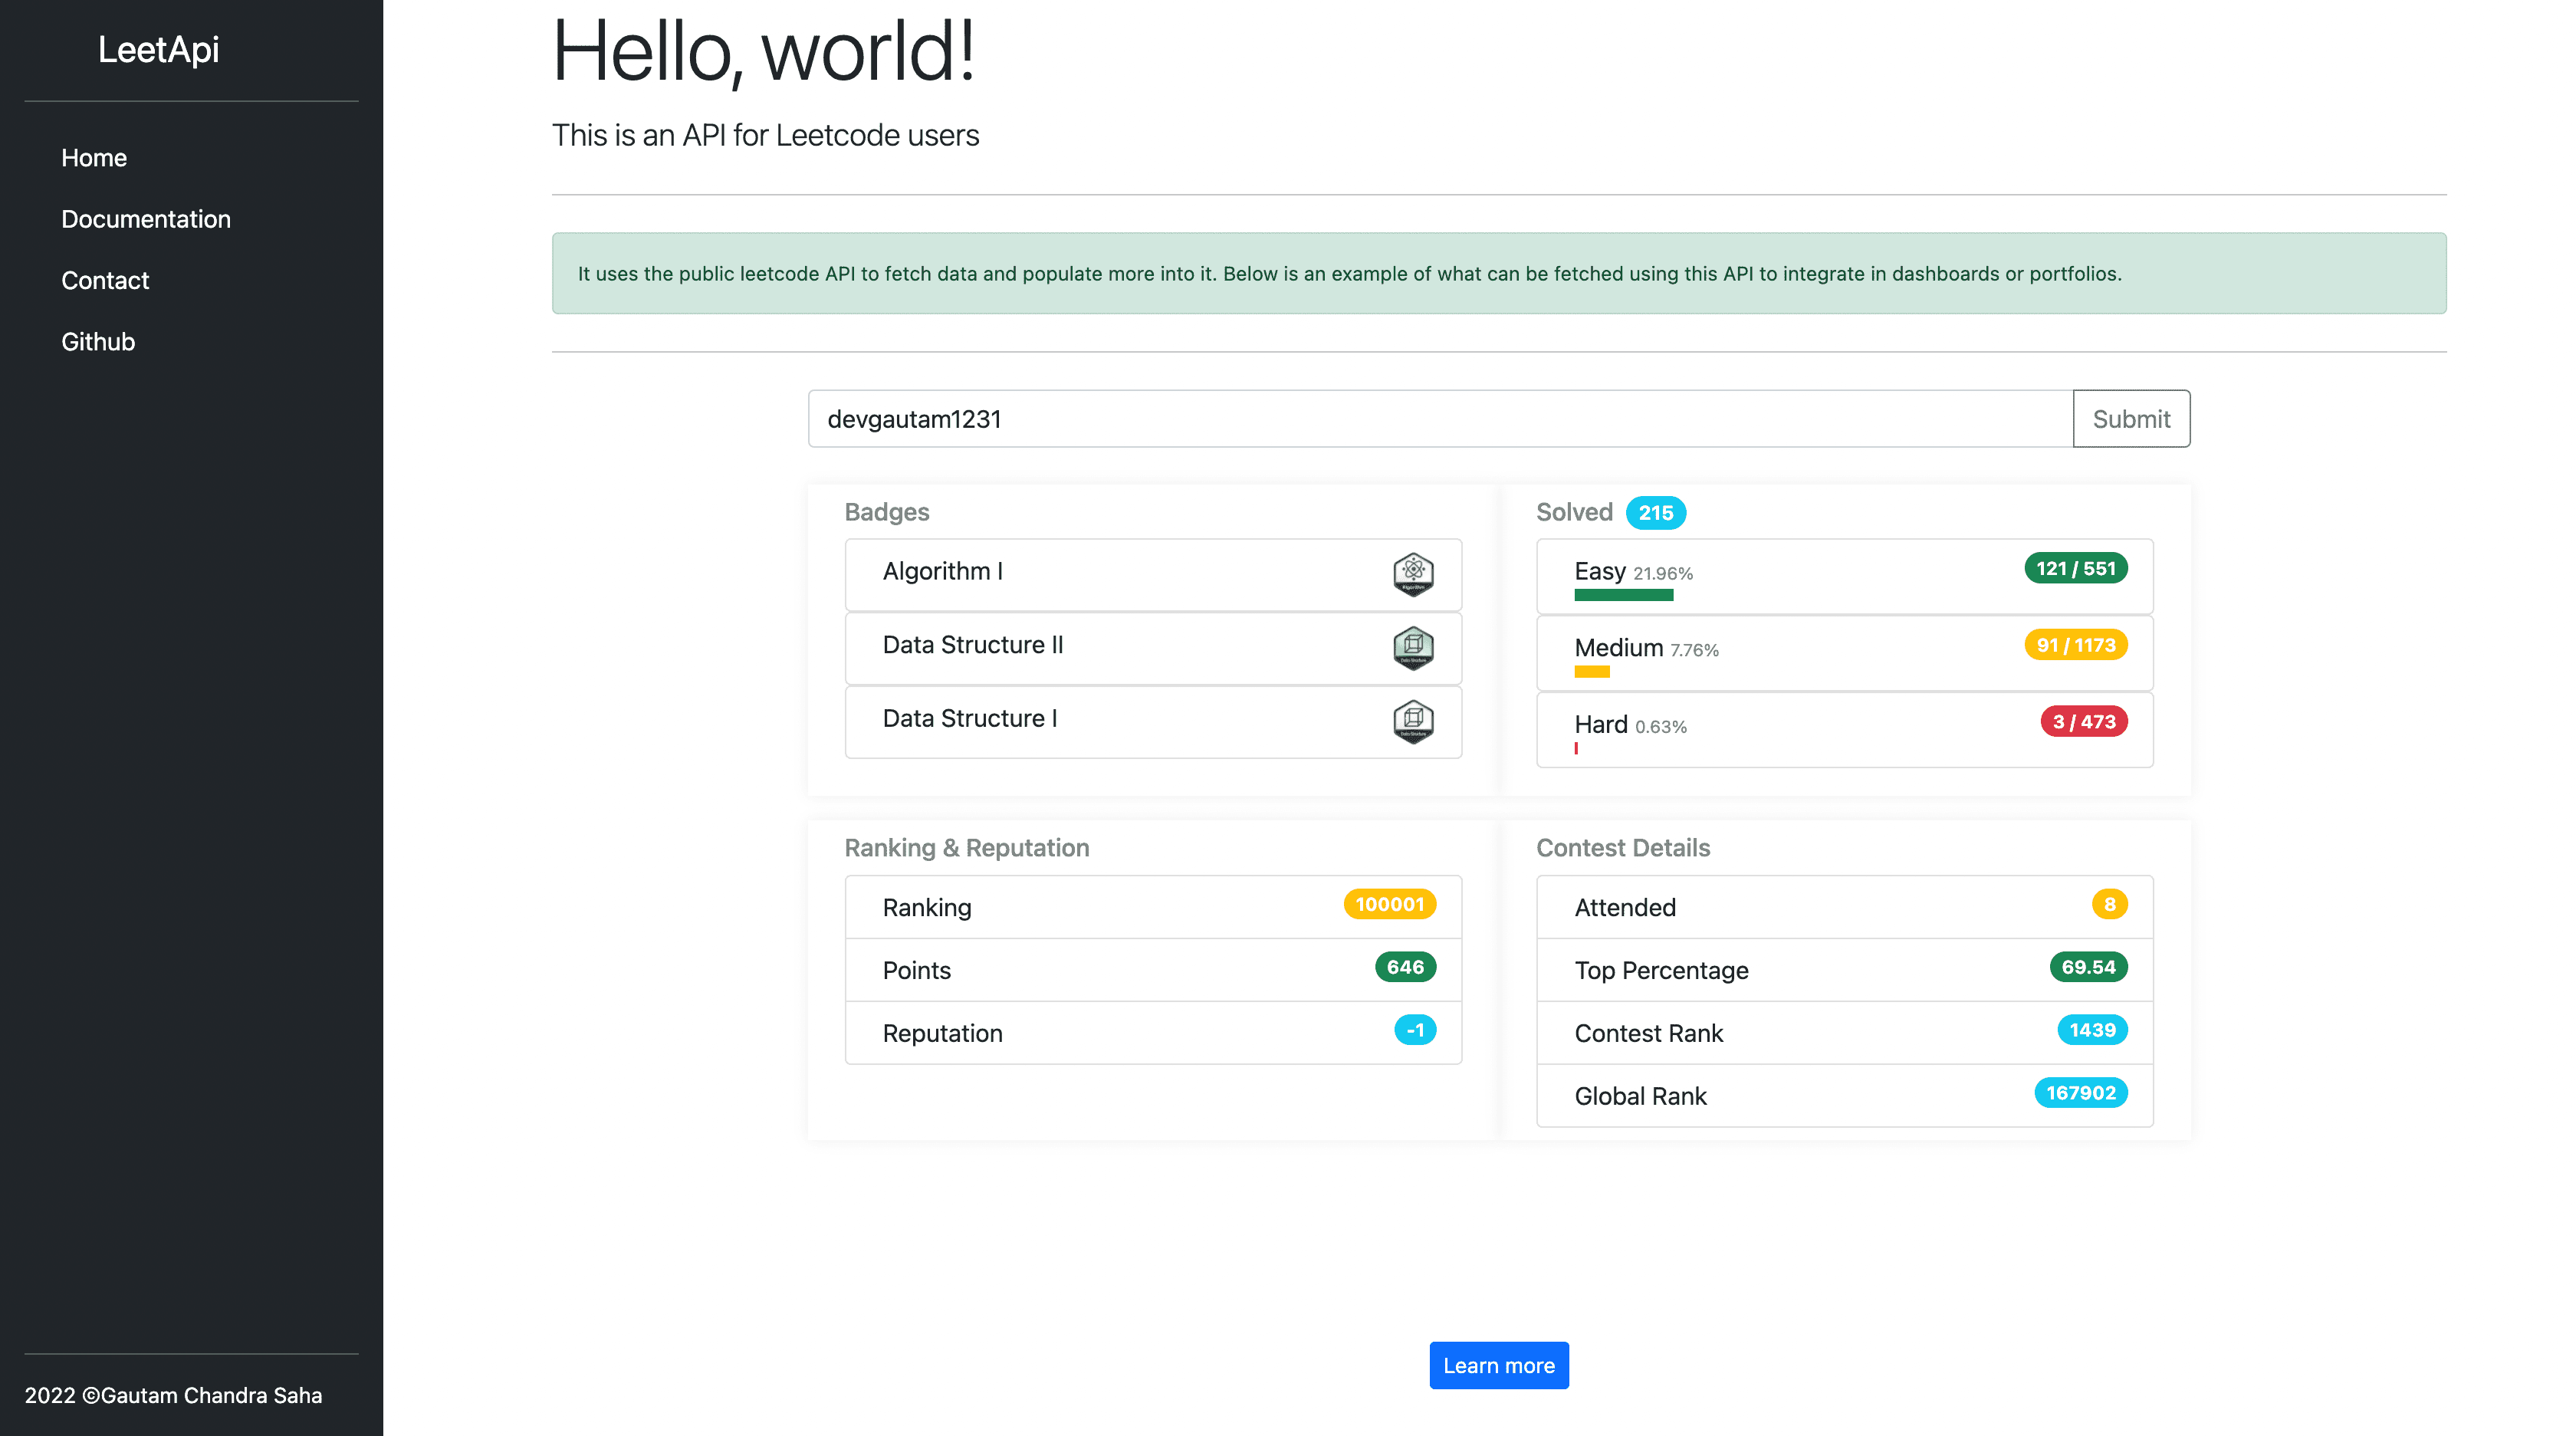 LeetApi
Home
Documentation
Contact
Github
2022 ©Gautam Chandra Saha
Hello, world!
This is an API for Leetcode users
It uses the public leetcode API to fetch data and populate more into it. Below is an example of what can be fetched using this API to integrate in dashboards or portfolios.
devgautam1231 Submit
Badges
Algorithm I
Data Structure II
Data Structure I
Solved 215
Easy 21.96% 121 / 551
Medium 7.76% 91 / 1173
Hard 0.63% 3 / 473
Ranking & Reputation
Ranking 100001
Points 646
Reputation -1
Contest Details
Attended 8
Top Percentage 69.54
Contest Rank 1439
Global Rank 167902
Learn more